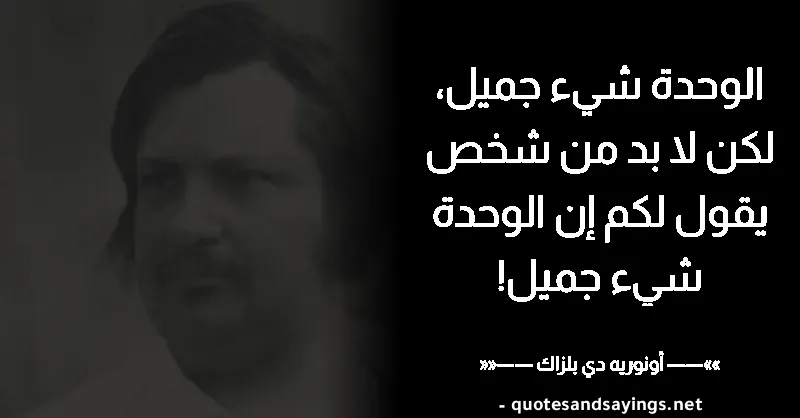 الوحدة شيء جميل،
لكن لا بد من شخص
يقول لكم إن الوحدة
شيء جميل!
»»—— أونوريه دي بلزاك ——««
- quotesandsayings.net